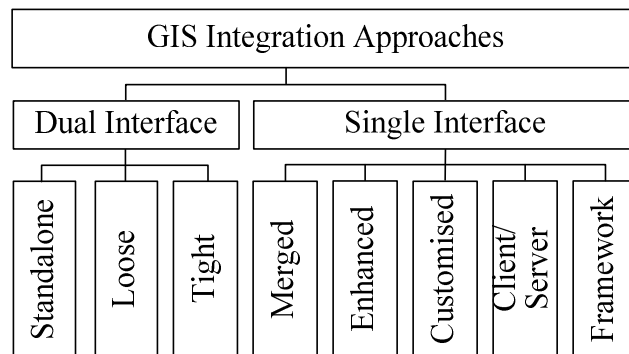 GIS Integration Approaches
Dual Interface
Single Interface
Standalone
Loose
Tight
Merged
Enhanced
Customised
Client/
Server
Framework